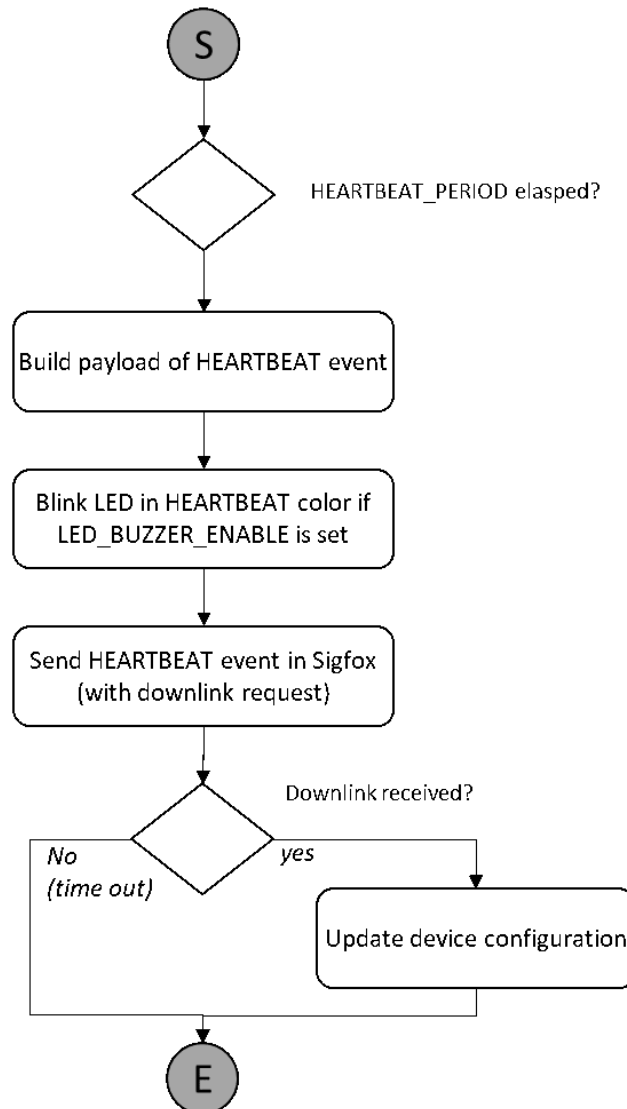 S
HEARTBEAT_PERIOD elasped?
Build payload of HEARTBEAT event
Blink LED in HEARTBEAT color if
LED_BUZZER_ENABLE is set
Send HEARTBEAT event in Sigfox
(with downlink request)
Downlink received?
No
(time out)
yes
Update device configuration
E